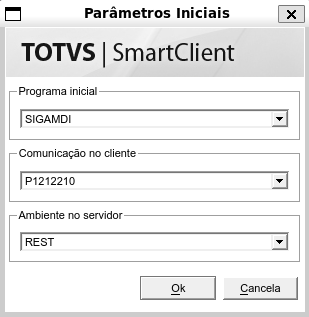 Parâmetros Iniciais
TOTVS | SmartClient
Programa inicial
SIGAMDI
Comunicação no cliente
P1212210
Ambiente no servidor
REST
Ok
Cancela